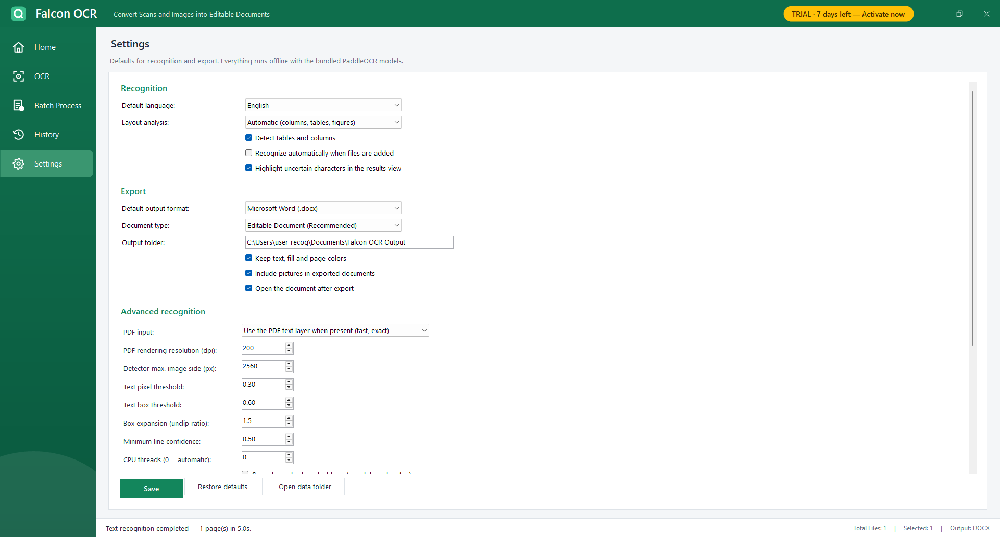 Falcon OCR
Convert Scans and Images into Editable Documents
TRIAL · 7 days left — Activate now
Home
OCR
Batch Process
History
Settings
Settings
Defaults for recognition and export. Everything runs offline with the bundled PaddleOCR models.
Recognition
Default language:
English
Layout analysis:
Automatic (columns, tables, figures)
Detect tables and columns
Recognize automatically when files are added
Highlight uncertain characters in the results view
Export
Default output format:
Microsoft Word (.docx)
Document type:
Editable Document (Recommended)
Output folder:
C:\Users\user-recog\Documents\Falcon OCR Output
Keep text, fill and page colors
Include pictures in exported documents
Open the document after export
Advanced recognition
PDF input:
Use the PDF text layer when present (fast, exact)
PDF rendering resolution (dpi):
200
Detector max. image side (px):
2560
Text pixel threshold:
0.30
Text box threshold:
0.60
Box expansion (unclip ratio):
1.5
Minimum line confidence:
0.50
CPU threads (0 = automatic):
0
Save
Restore defaults
Open data folder
Text recognition completed — 1 page(s) in 5.0s.
Total Files: 1 | Selected: 1 | Output: DOCX